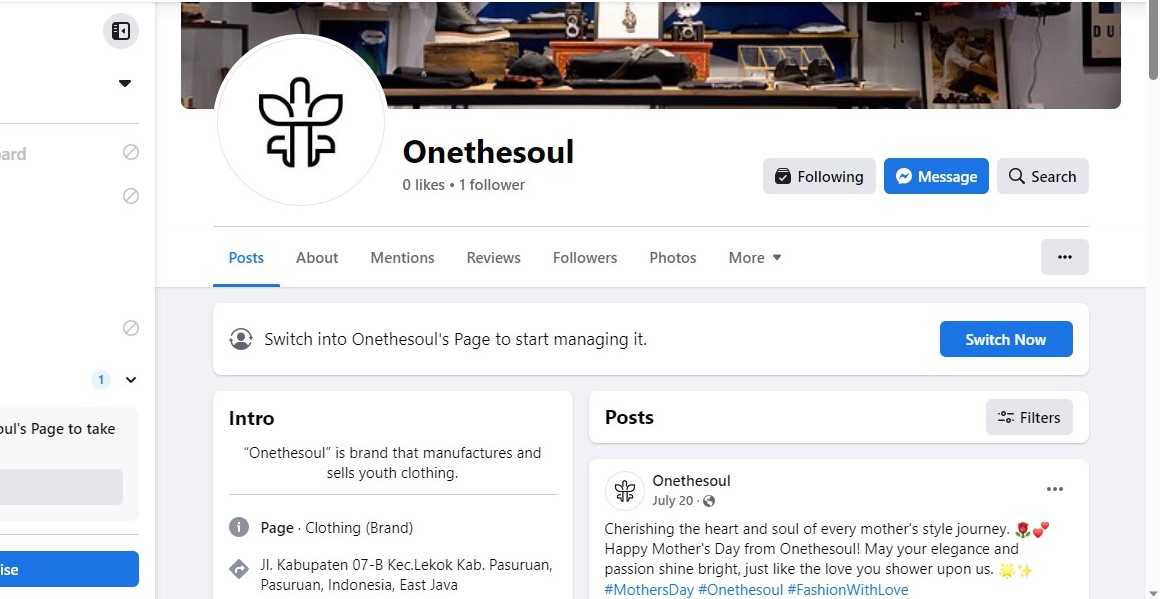 DU
Onethesoul
0 likes • 1 follower
Following
Message
Search
Posts
About
Mentions
Reviews
Followers
Photos
More
ard
Switch into Onethesoul's Page to start managing it.
Switch Now
1
oul's Page to take
ise
Intro
“Onethesoul” is brand that manufactures and
sells youth clothing.
Page · Clothing (Brand)
Jl. Kabupaten 07-B Kec.Lekok Kab. Pasuruan,
Pasuruan, Indonesia, East Java
Posts
Filters
Onethesoul
July 20 ·
Cherishing the heart and soul of every mother's style journey. 🌹💕
Happy Mother's Day from Onethesoul! May your elegance and
passion shine bright, just like the love you shower upon us. 🌟✨
#MothersDay #Onethesoul #FashionWithLove